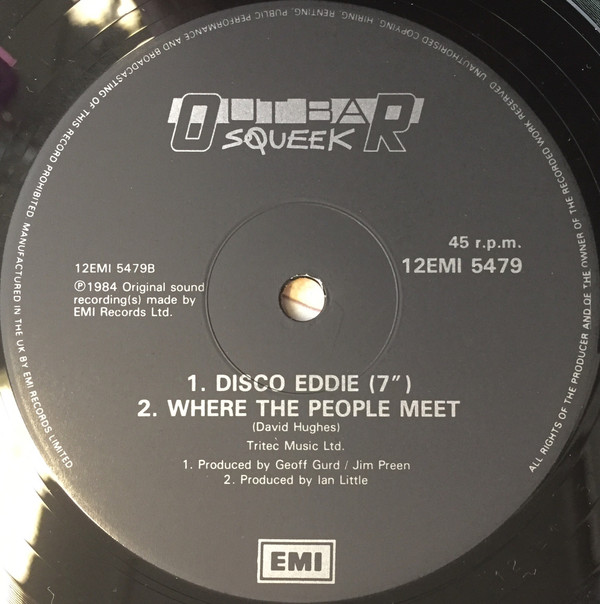 OUTBAR
SQUEEK
45 r.p.m.
12EMI 5479
12EMI 5479B
Ⓟ1984 Original sound
recording(s) made by
EMI Records Ltd.
1. DISCO EDDIE (7")
2. WHERE THE PEOPLE MEET
(David Hughes)
Tritec Music Ltd.
1. Produced by Geoff Gurd / Jim Preen
2. Produced by Ian Little
EMI
ALL RIGHTS OF THE PRODUCER AND OF THE OWNER OF THE RECORDED WORK RESERVED UNAUTHORISED COPYING, HIRING, RENTING, PUBLIC PERFORMANCE AND BROADCASTING OF THIS RECORD PROHIBITED MANUFACTURED IN THE UK BY EMI RECORDS LIMITED